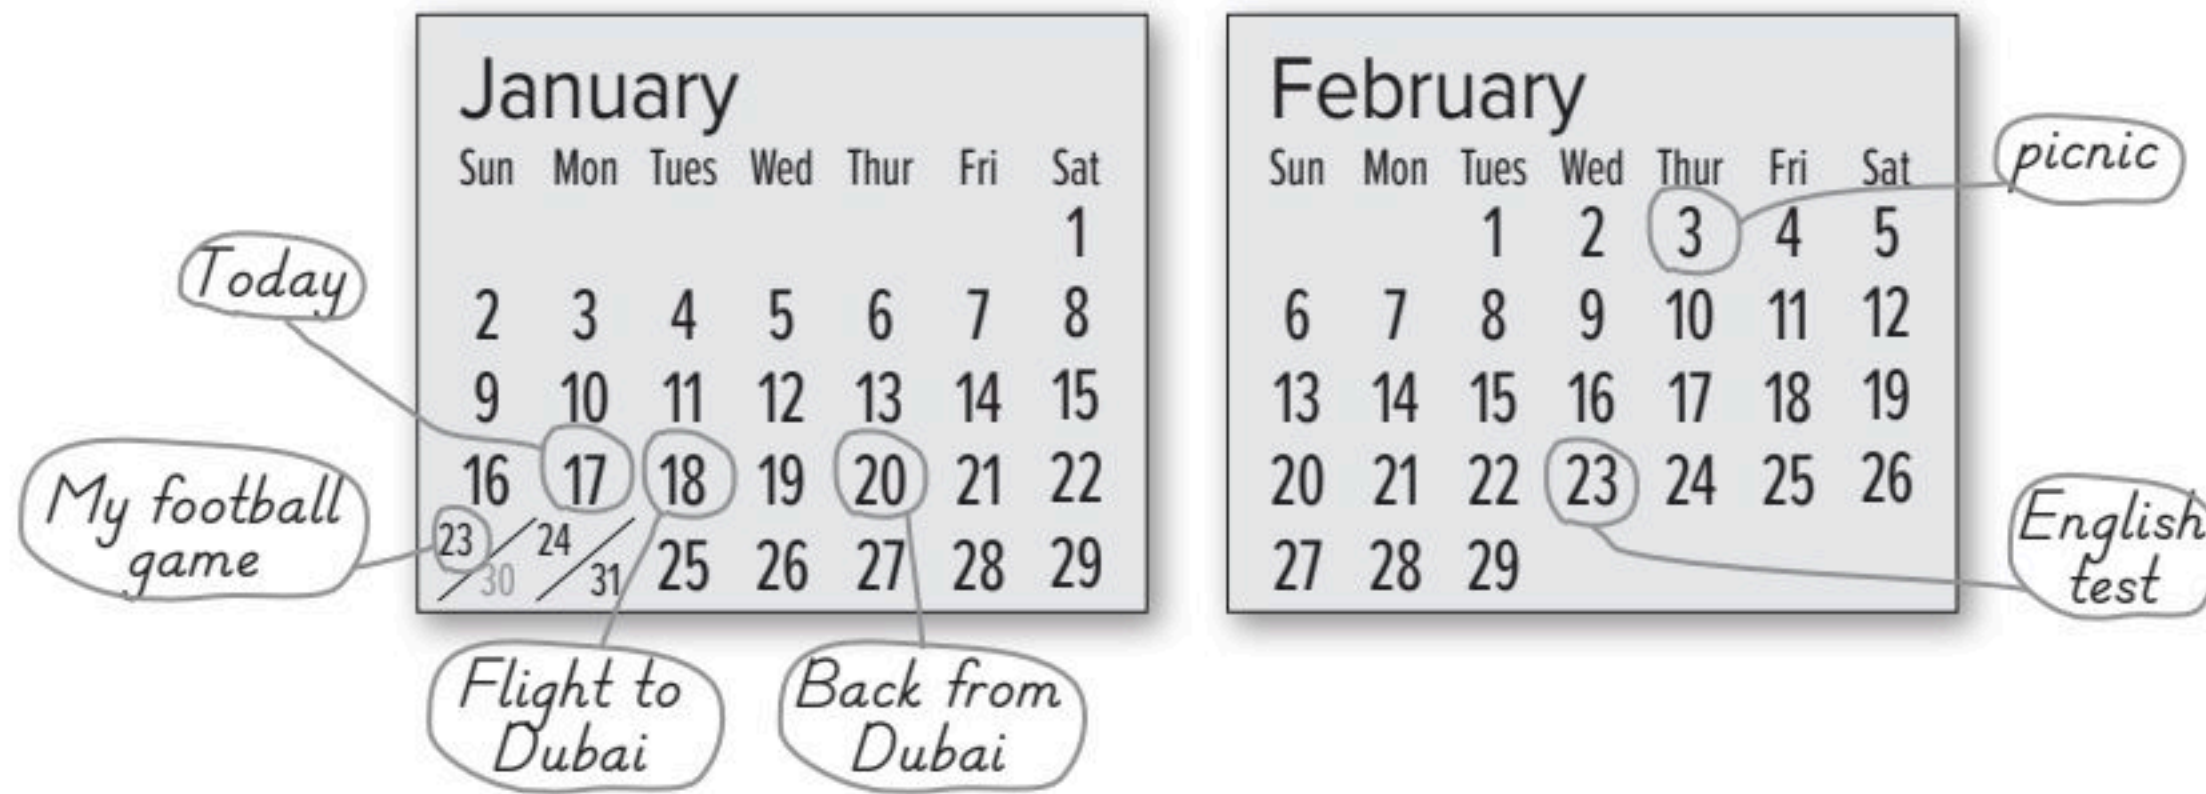 January
Sun Mon Tues Wed Thur Fri Sat
1
2 3 4 5 6 7 8
9 10 11 12 13 14 15
16 17 18 19 20 21 22
23/30 24/31 25 26 27 28 29
February
Sun Mon Tues Wed Thur Fri Sat
1 2 3 4 5
6 7 8 9 10 11 12
13 14 15 16 17 18 19
20 21 22 23 24 25 26
27 28 29
Today
My football
game
Flight to
Dubai
Back from
Dubai
picnic
English
test